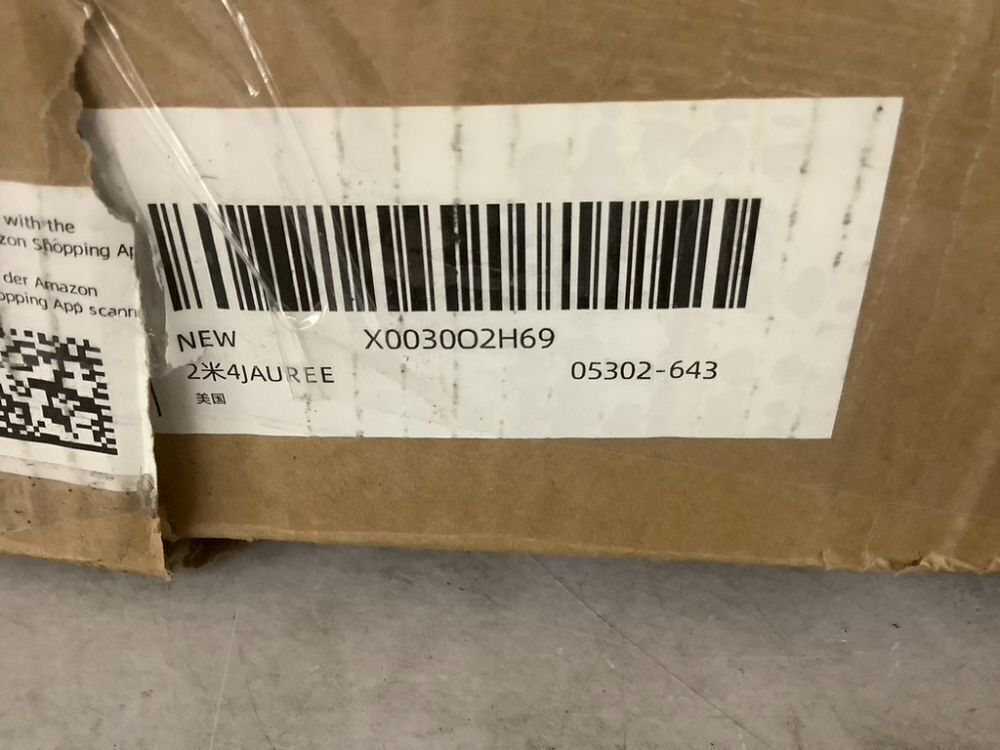 with the
zon Shopping Ap
der Amazon
opping App scann
NEW X0030O2H69
2米4JAUREE 05302-643
美国